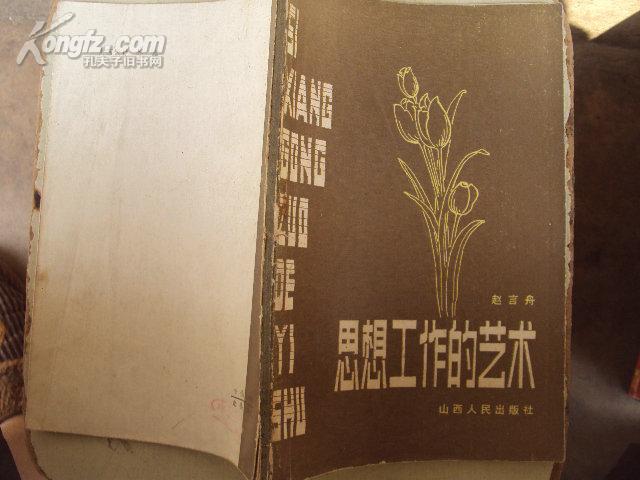 Kongfz.com
孔夫子旧书网
SI
XIANG
GONG
ZUO
DE
YI
SHU
赵言舟
思想工作的艺术
山西人民出版社